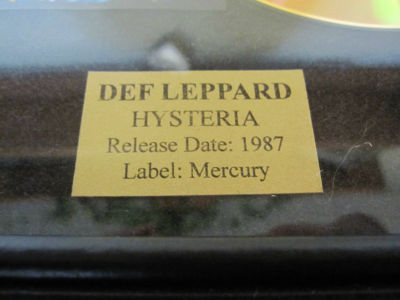 DEF LEPPARD
HYSTERIA
Release Date: 1987
Label: Mercury